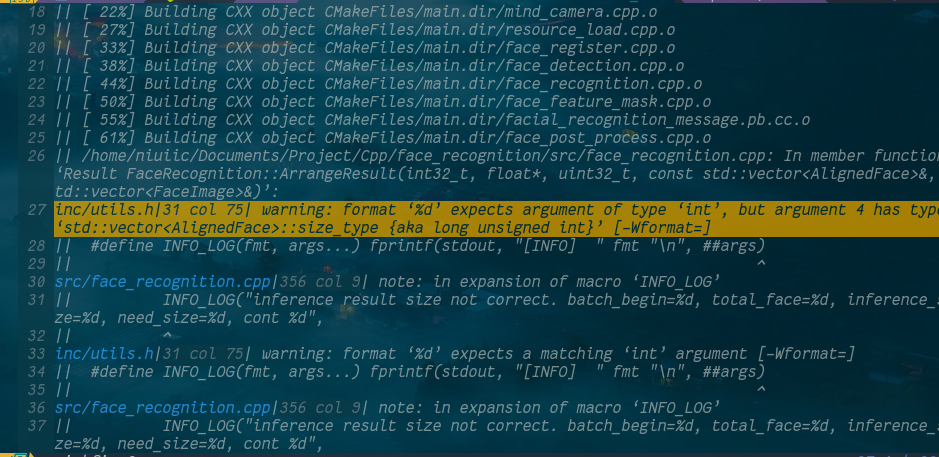 18 || [ 22%] Building CXX object CMakeFiles/main.dir/mind_camera.cpp.o
19 || [ 27%] Building CXX object CMakeFiles/main.dir/resource_load.cpp.o
20 || [ 33%] Building CXX object CMakeFiles/main.dir/face_register.cpp.o
21 || [ 38%] Building CXX object CMakeFiles/main.dir/face_detection.cpp.o
22 || [ 44%] Building CXX object CMakeFiles/main.dir/face_recognition.cpp.o
23 || [ 50%] Building CXX object CMakeFiles/main.dir/face_feature_mask.cpp.o
24 || [ 55%] Building CXX object CMakeFiles/main.dir/facial_recognition_message.pb.cc.o
25 || [ 61%] Building CXX object CMakeFiles/main.dir/face_post_process.cpp.o
26 || /home/niuiic/Documents/Project/Cpp/face_recognition/src/face_recognition.cpp: In member function
‘Result FaceRecognition::ArrangeResult(int32_t, float*, uint32_t, const std::vector<AlignedFace>&,
td::vector<FaceImage>&)’:
27 inc/utils.h|31 col 75| warning: format ‘%d’ expects argument of type ‘int’, but argument 4 has type
‘std::vector<AlignedFace>::size_type {aka long unsigned int}’ [-Wformat=]
28 ||  #define INFO_LOG(fmt, args...) fprintf(stdout, "[INFO]  " fmt "\n", ##args)
29 || ^
30 src/face_recognition.cpp|356 col 9| note: in expansion of macro ‘INFO_LOG’
31 || INFO_LOG("inference result size not correct. batch_begin=%d, total_face=%d, inference_s
ze=%d, need_size=%d, cont %d",
32 || ^
33 inc/utils.h|31 col 75| warning: format ‘%d’ expects a matching ‘int’ argument [-Wformat=]
34 ||  #define INFO_LOG(fmt, args...) fprintf(stdout, "[INFO]  " fmt "\n", ##args)
35 || ^
36 src/face_recognition.cpp|356 col 9| note: in expansion of macro ‘INFO_LOG’
37 || INFO_LOG("inference result size not correct. batch_begin=%d, total_face=%d, inference_s
ze=%d, need_size=%d, cont %d",